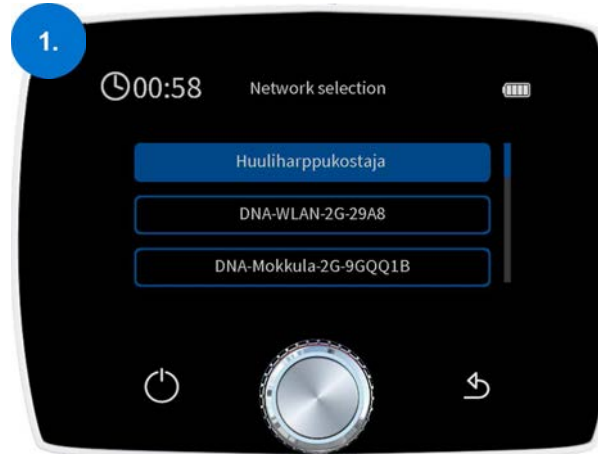 1.
00:58 Network selection
Huuliharppukostaja
DNA-WLAN-2G-29A8
DNA-Mokkula-2G-9GQQ1B